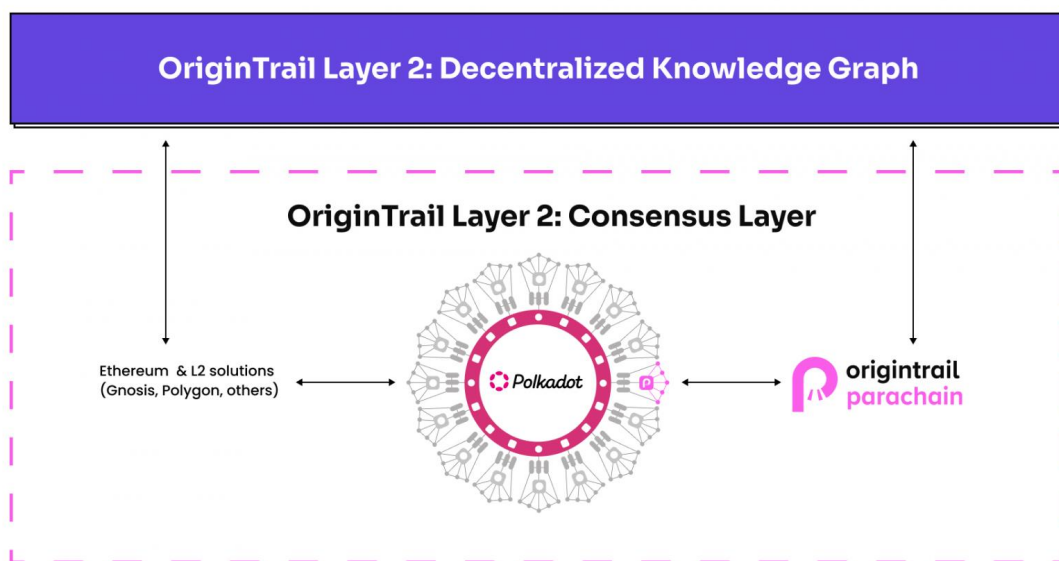 OriginTrail Layer 2: Decentralized Knowledge Graph
OriginTrail Layer 2: Consensus Layer
Ethereum & L2 solutions
(Gnosis, Polygon, others)
Polkadot
origintrail
parachain